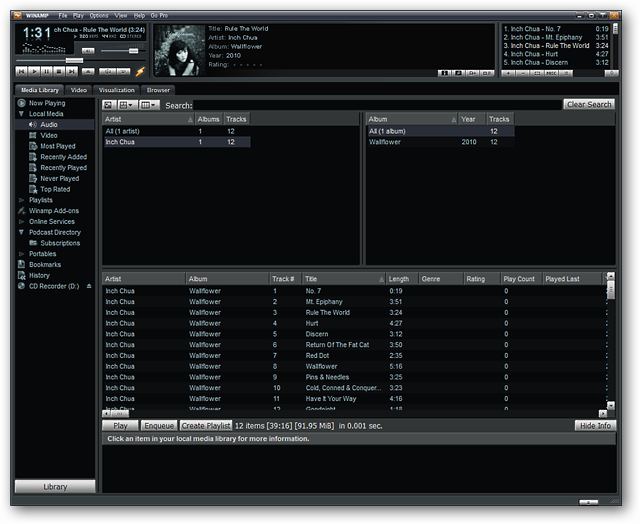 WINAMP File Play Options View Help Go Pro
1:31 ch Chua - Rule The World (3:24)
320 KBPS 44 KHZ STEREO
Title: Rule The World
Artist: Inch Chua
Album: Wallflower
Year: 2010
Rating:
1. Inch Chua - No. 7 0:19
2. Inch Chua - Mt. Epiphany 3:51
3. Inch Chua - Rule The World 3:24
4. Inch Chua - Hurt 4:27
5. Inch Chua - Discern 3:12
MISC
Media Library Video Visualization Browser
Now Playing
Local Media
Audio
Video
Most Played
Recently Added
Recently Played
Never Played
Top Rated
Playlists
Winamp Add-ons
Online Services
Podcast Directory
Subscriptions
Portables
Bookmarks
History
CD Recorder (D:)
Library
Search: Clear Search
Artist Albums Tracks
All (1 artist) 1 12
Inch Chua 1 12
Album Year Tracks
All (1 album) 12
Wallflower 2010 12
Artist Album Track # Title Length Genre Rating Play Count Played Last
Inch Chua Wallflower 1 No. 7 0:19 0
Inch Chua Wallflower 2 Mt. Epiphany 3:51 0
Inch Chua Wallflower 3 Rule The World 3:24 0
Inch Chua Wallflower 4 Hurt 4:27 0
Inch Chua Wallflower 5 Discern 3:12 0
Inch Chua Wallflower 6 Return Of The Fat Cat 3:50 0
Inch Chua Wallflower 7 Red Dot 2:35 0
Inch Chua Wallflower 8 Wallflower 5:16 0
Inch Chua Wallflower 9 Pins & Needles 3:25 0
Inch Chua Wallflower 10 Cold, Conned & Conquer... 3:23 0
Inch Chua Wallflower 11 Have It Your Way 4:16 0
Inch Chua Wallflower 12 Goodnight 1:18 0
Play Enqueue Create Playlist 12 items [39:16] [91.95 MiB] in 0.001 sec. Hide Info
Click an item in your local media library for more information.